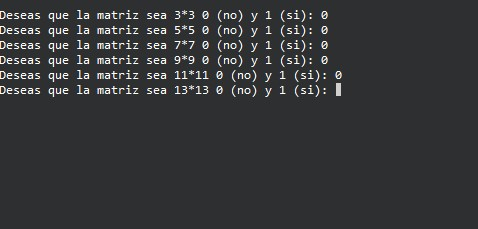 Deseas que la matriz sea 3*3 0 (no) y 1 (si): 0
Deseas que la matriz sea 5*5 0 (no) y 1 (si): 0
Deseas que la matriz sea 7*7 0 (no) y 1 (si): 0
Deseas que la matriz sea 9*9 0 (no) y 1 (si): 0
Deseas que la matriz sea 11*11 0 (no) y 1 (si): 0
Deseas que la matriz sea 13*13 0 (no) y 1 (si):